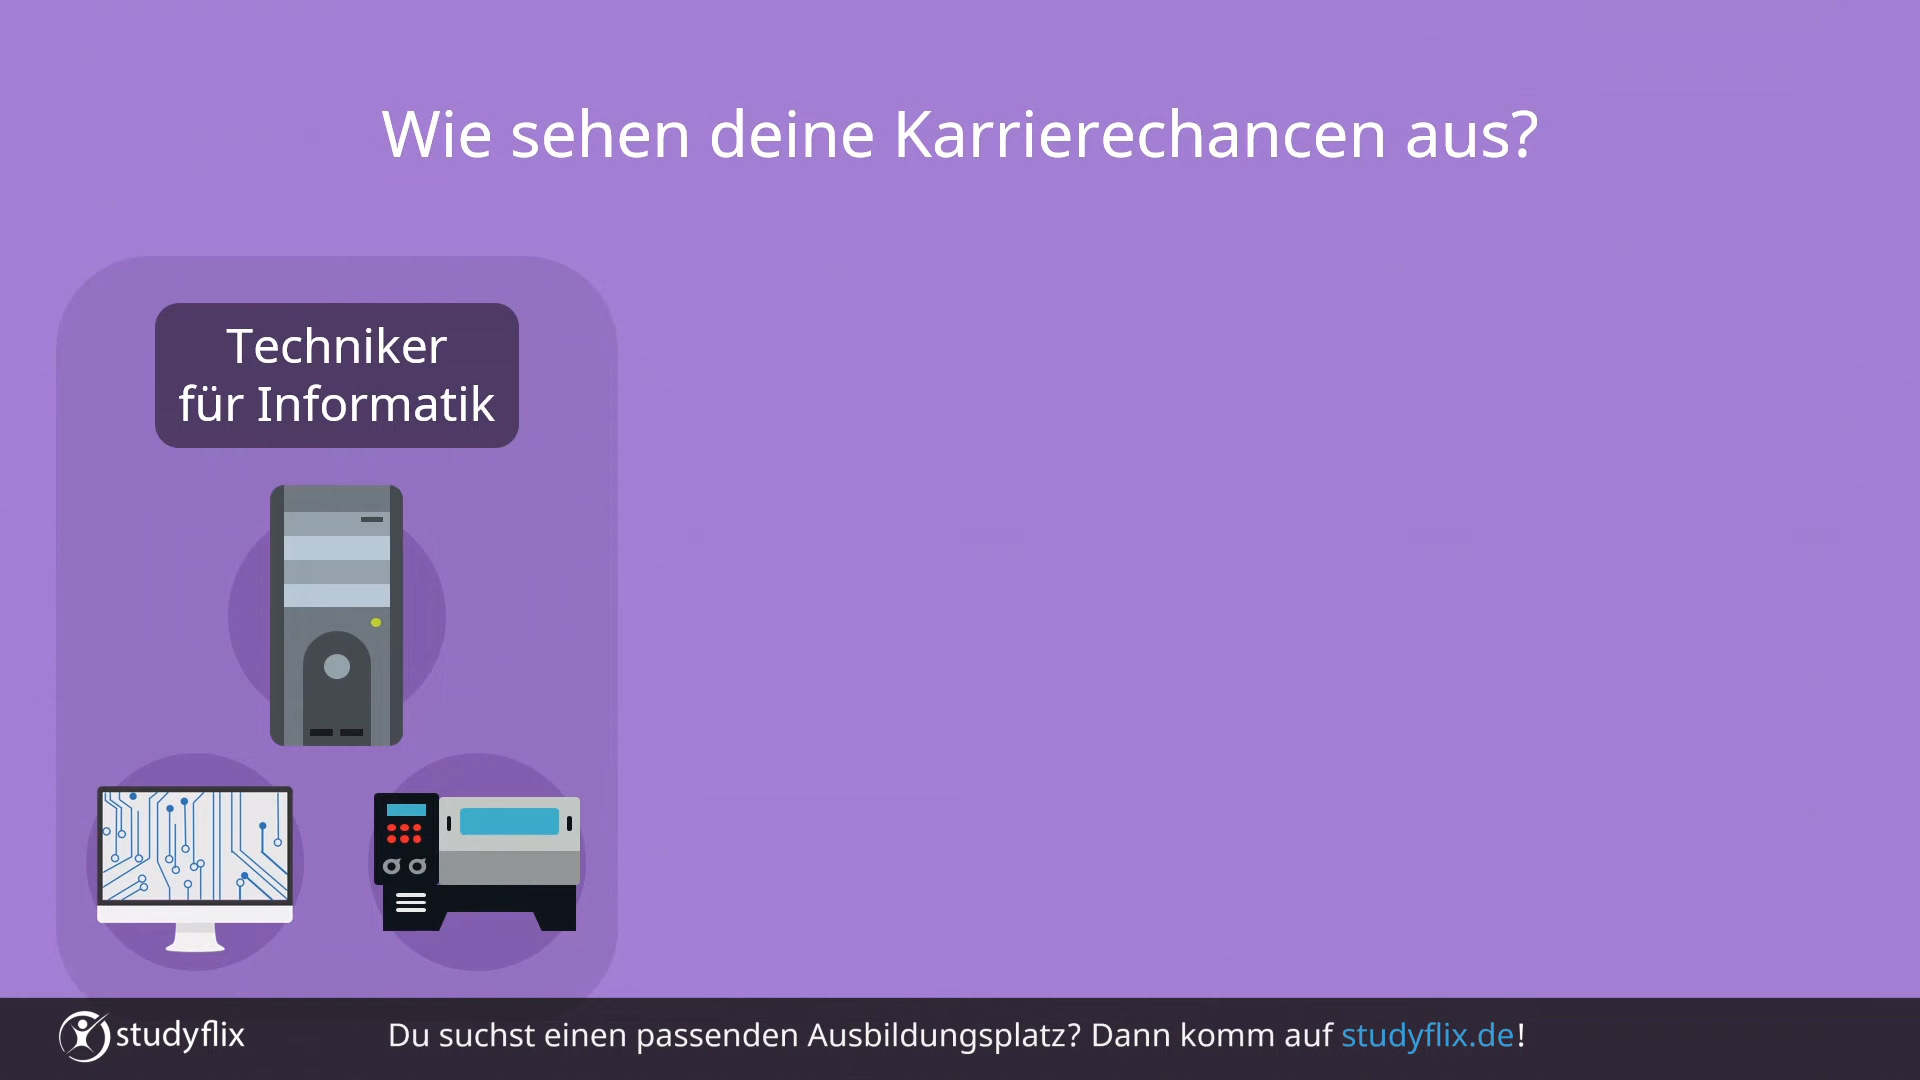 Wie sehen deine Karrierechancen aus?
Techniker
für Informatik
studyflix
Du suchst einen passenden Ausbildungsplatz? Dann komm auf studyflix.de!